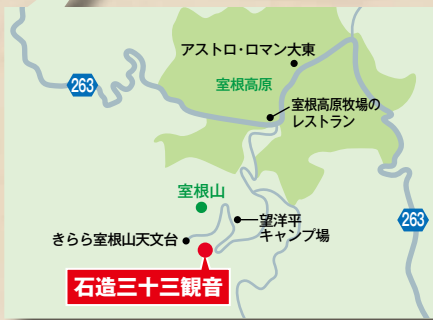 アストロ・ロマン大東
室根高原
263
室根高原牧場の
レストラン
室根山
望洋平
キャンプ場
263
きらら室根山天文台
石造三十三観音